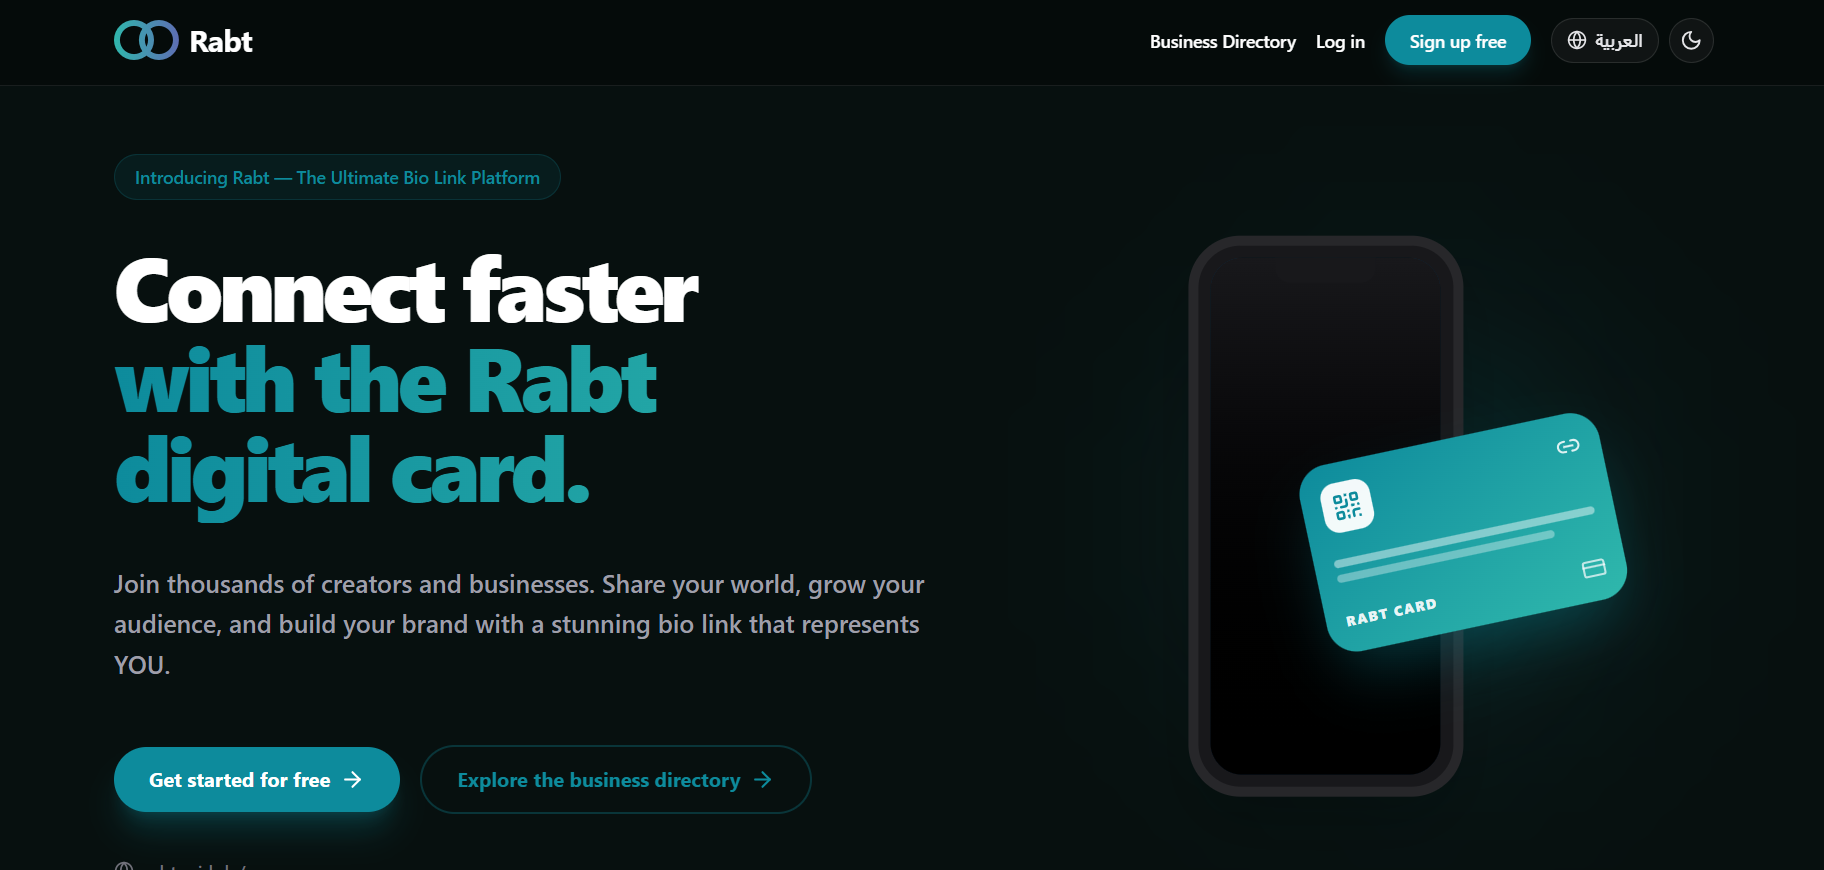 Rabt
Business Directory
Log in
Sign up free
العربية
Introducing Rabt — The Ultimate Bio Link Platform
Connect faster
with the Rabt
digital card.
Join thousands of creators and businesses. Share your world, grow your
audience, and build your brand with a stunning bio link that represents
YOU.
Get started for free
Explore the business directory
RABT CARD